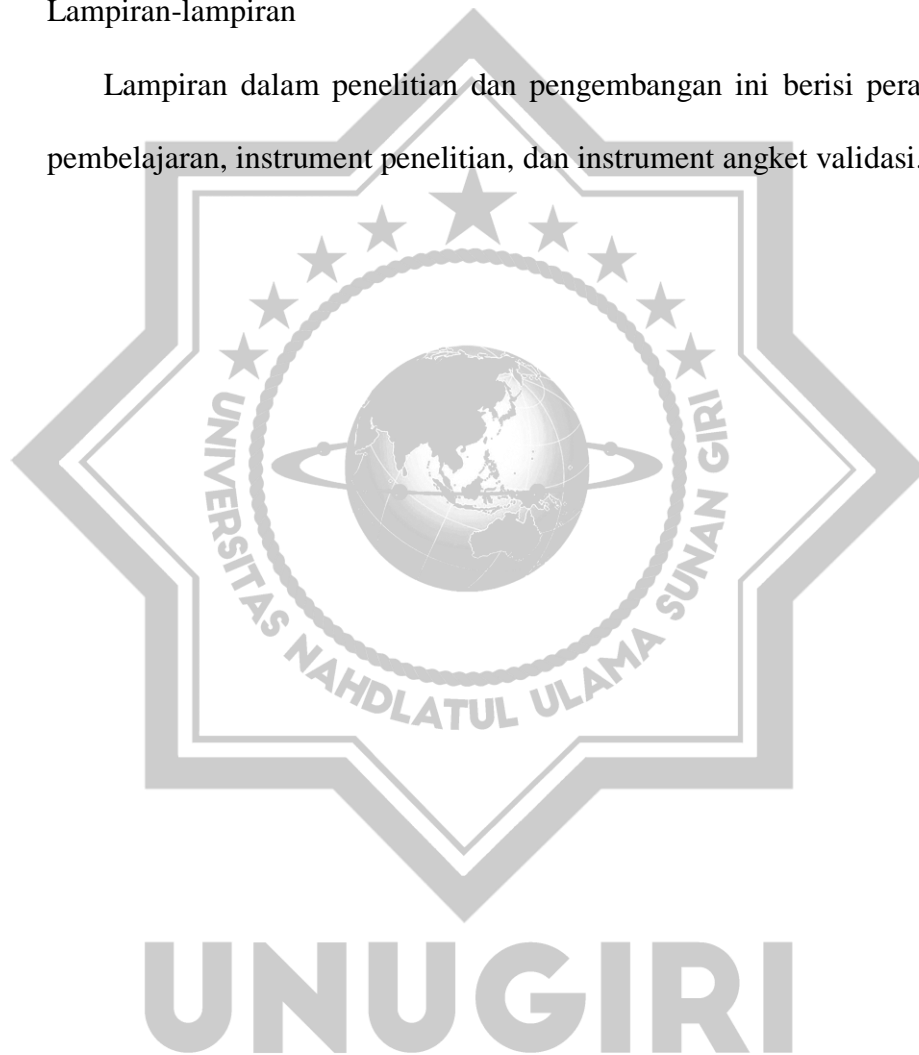 Lampiran-lampiran
Lampiran dalam penelitian dan pengembangan ini berisi pera
pembelajaran, instrument penelitian, dan instrument angket validasi.
UNIVERSITAS NAHDLATUL ULAMA SUNAN GIRI
UNUGIRI